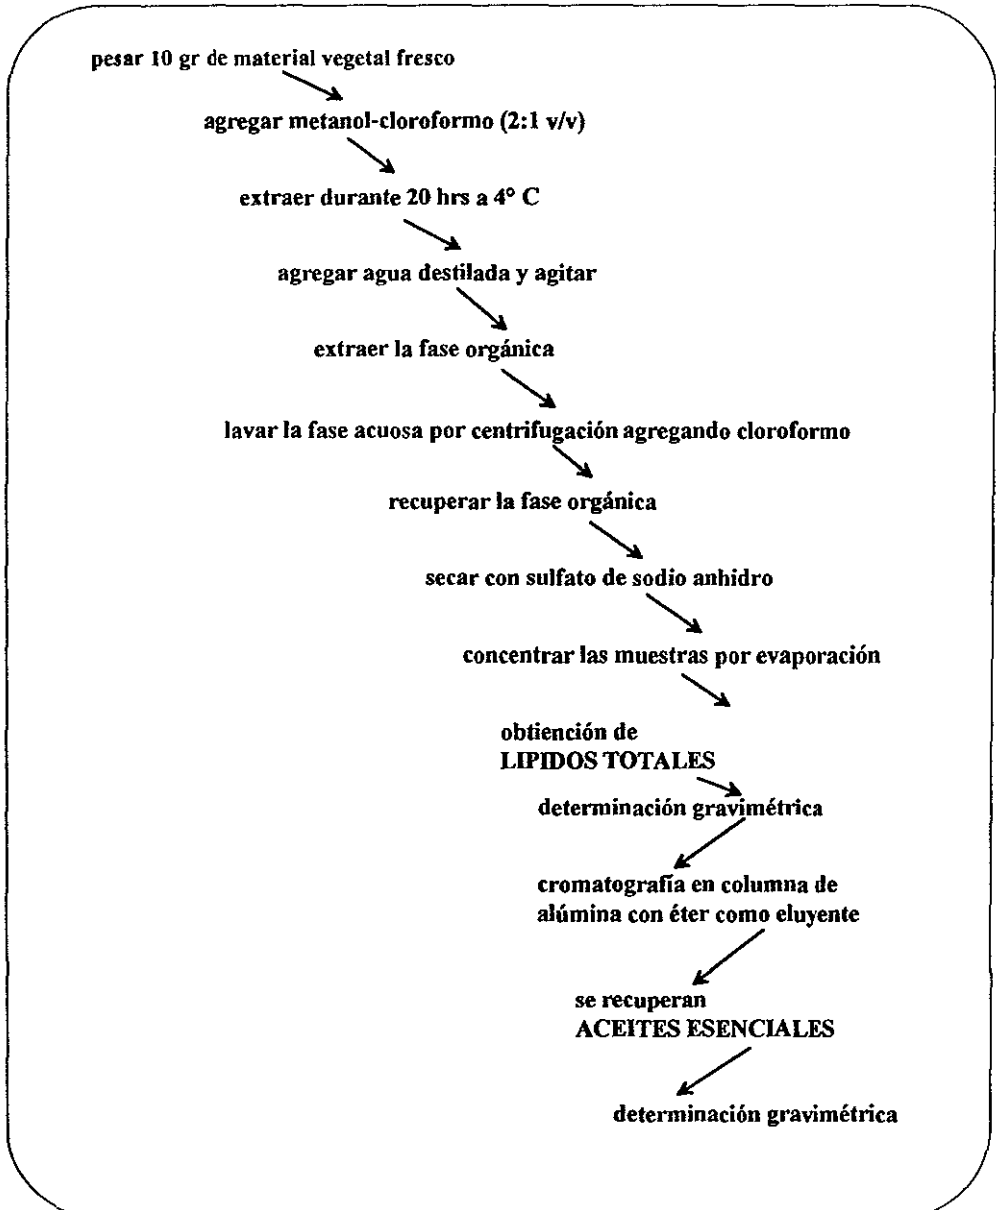 pesar 10 gr de material vegetal fresco
agregar metanol-cloroformo (2:1 v/v)
extraer durante 20 hrs a 4° C
agregar agua destilada y agitar
extraer la fase orgánica
lavar la fase acuosa por centrifugación agregando cloroformo
recuperar la fase orgánica
secar con sulfato de sodio anhidro
concentrar las muestras por evaporación
obtiención de
LIPIDOS TOTALES
determinación gravimétrica
cromatografía en columna de
alúmina con éter como eluyente
se recuperan
ACEITES ESENCIALES
determinación gravimétrica